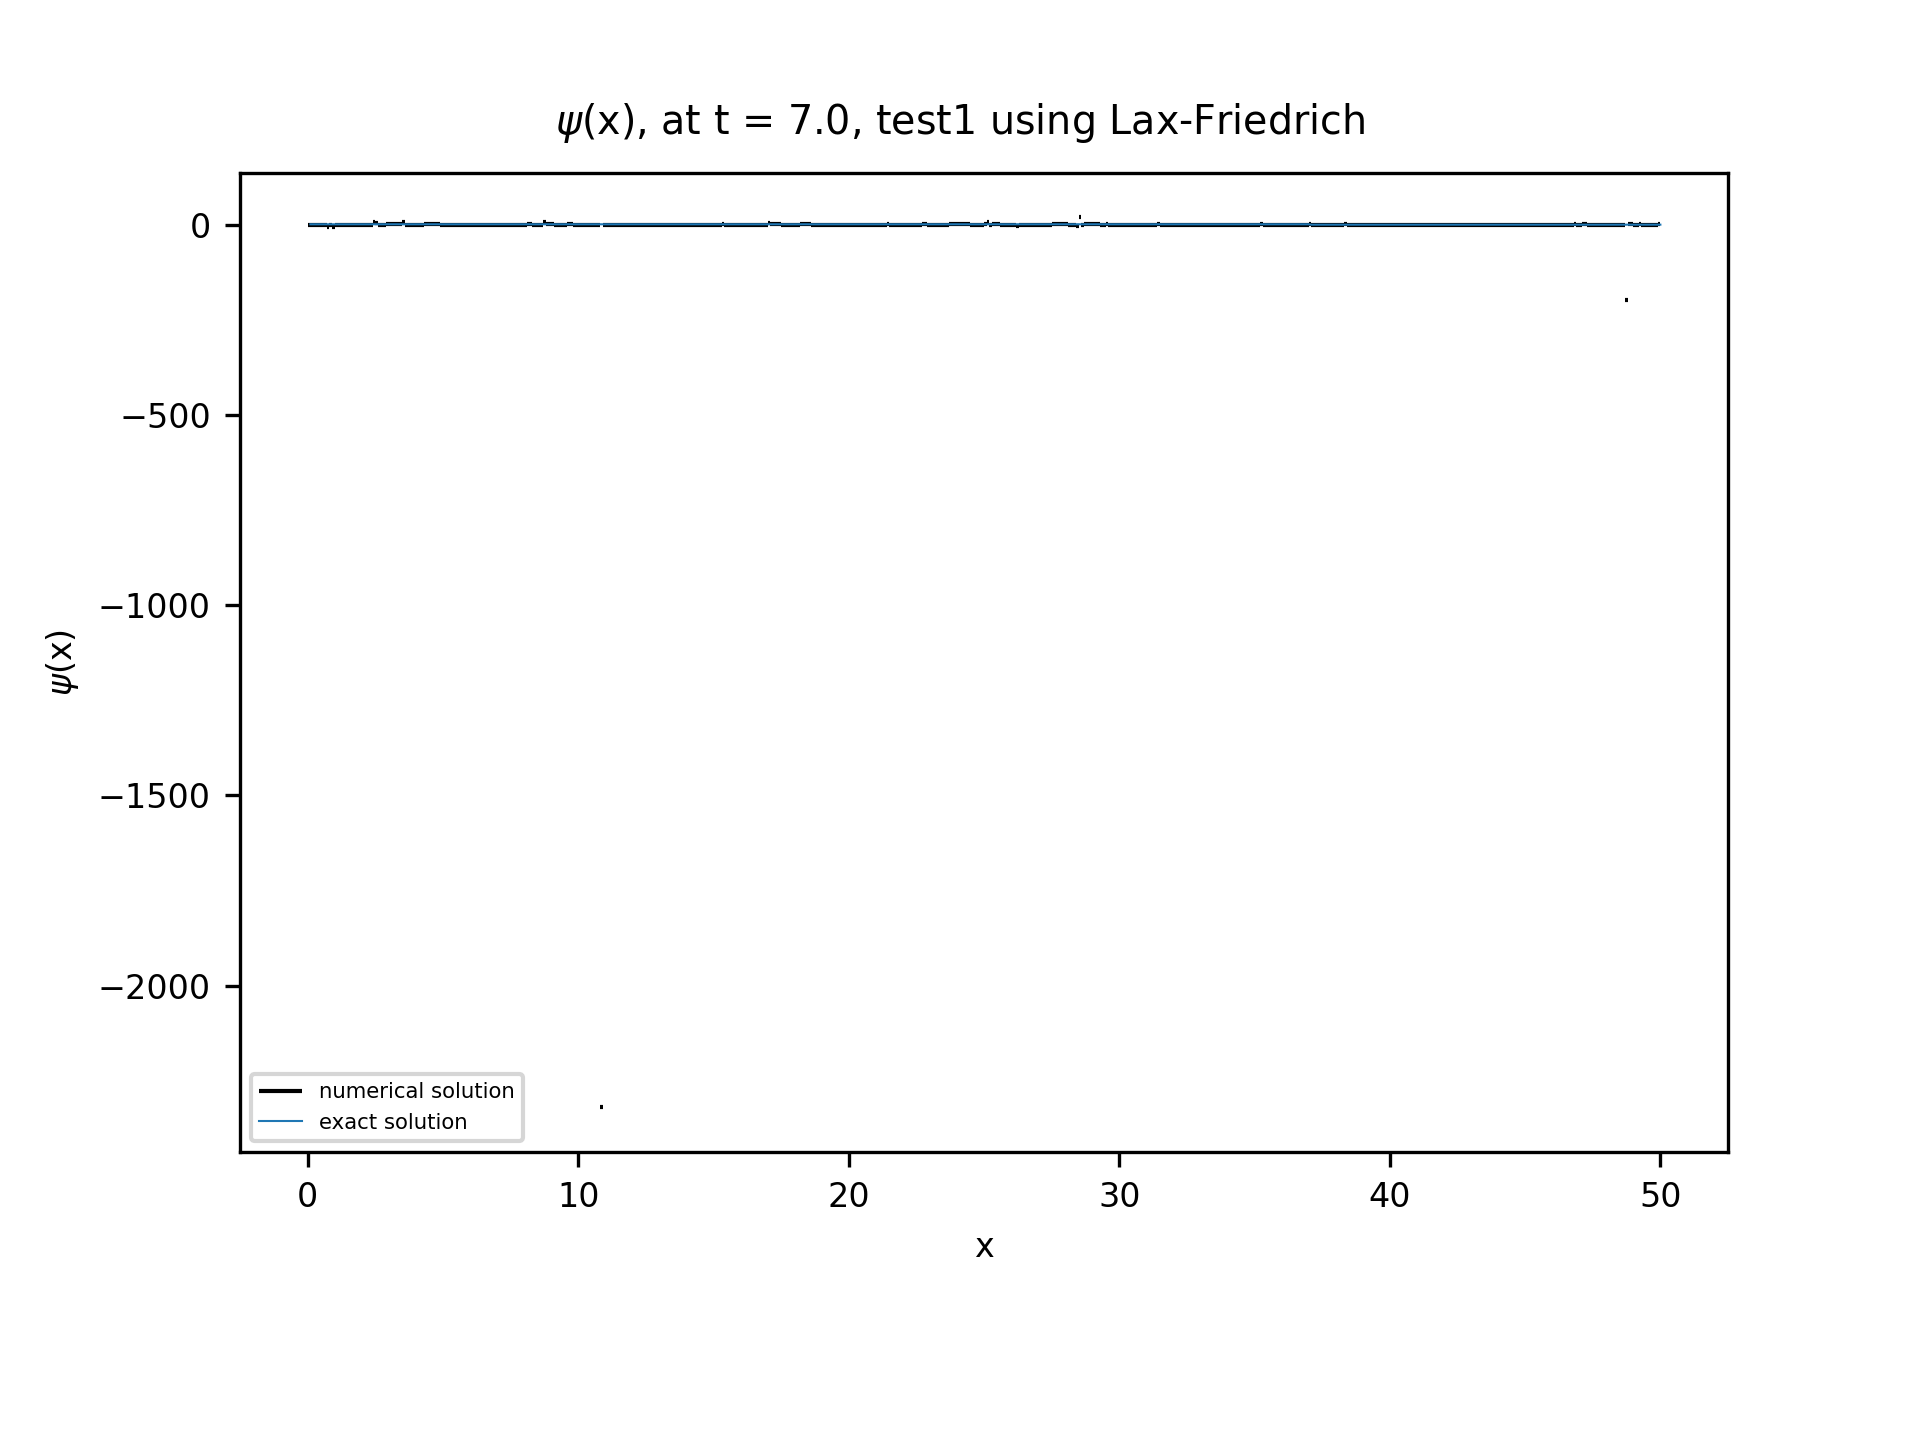 ψ(x), at t = 7.0, test1 using Lax-Friedrich
0
−500
−1000
−1500
−2000
ψ(x)
numerical solution
exact solution
0 10 20 30 40 50
x